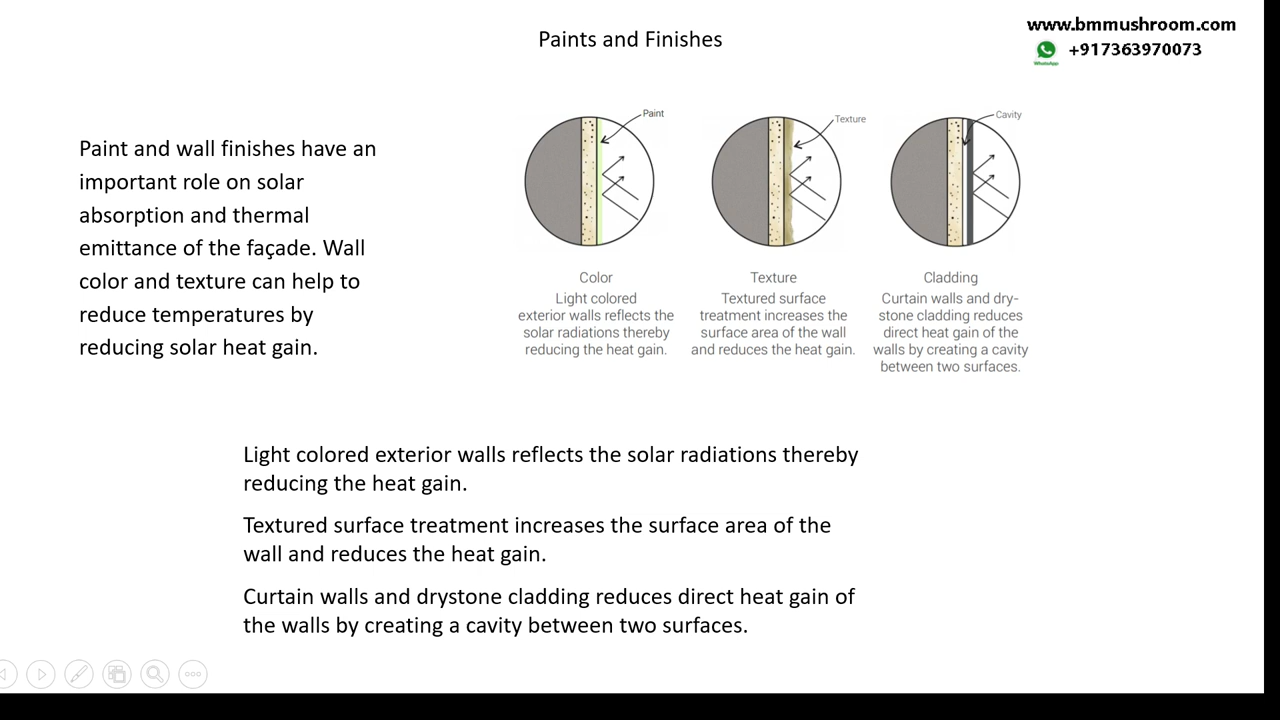 Paints and Finishes
www.bmmushroom.com
WhatsApp
+917363970073
Paint and wall finishes have an
important role on solar
absorption and thermal
emittance of the façade. Wall
color and texture can help to
reduce temperatures by
reducing solar heat gain.
Paint
Color
Light colored
exterior walls reflects the
solar radiations thereby
reducing the heat gain.
Texture
Texture
Textured surface
treatment increases the
surface area of the wall
and reduces the heat gain.
Cavity
Cladding
Curtain walls and dry-
stone cladding reduces
direct heat gain of the
walls by creating a cavity
between two surfaces.
Light colored exterior walls reflects the solar radiations thereby
reducing the heat gain.
Textured surface treatment increases the surface area of the
wall and reduces the heat gain.
Curtain walls and drystone cladding reduces direct heat gain of
the walls by creating a cavity between two surfaces.